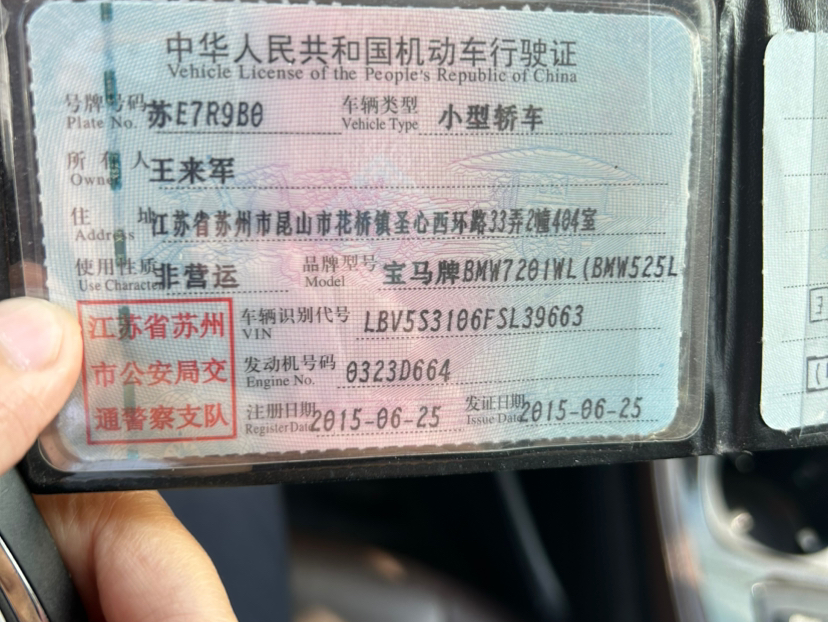 中华人民共和国机动车行驶证
Vehicle License of the People's Republic of China
号牌号码 苏E7R9B0 车辆类型 小型轿车
Plate No. Vehicle Type
所有人 王来军
Owner
住址 江苏省苏州市昆山市花桥镇圣心西环路33弄2幢404室
Address
使用性质 非营运 品牌型号 宝马牌BMW7201WL(BMW525L
Use Character Model
江苏省苏州 车辆识别代号 LBV5S3106FSL39663
VIN
市公安局交 发动机号码 0323D664
Engine No.
通警察支队 注册日期 2015-06-25 发证日期 2015-06-25
Register Date Issue Date